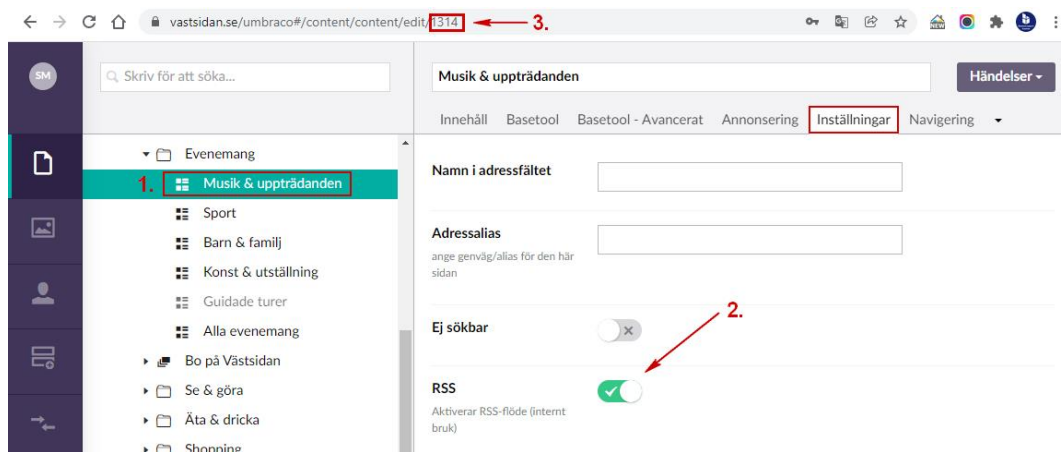 vastsidan.se/umbraco#/content/content/edit/1314
3.
SM
Skriv för att söka...
Musik & uppträdanden
Händelser
Innehåll Basetool Basetool - Avancerat Annonsering Inställningar Navigering
Evenemang
1. Musik & uppträdanden
Sport
Barn & familj
Konst & utställning
Guidade turer
Alla evenemang
Bo på Västsidan
Se & göra
Äta & dricka
Shopping
Namn i adressfältet
Adressalias
ange genväg/alias för den här
sidan
Ej sökbar
2.
RSS
Aktiverar RSS-flöde (internt
bruk)